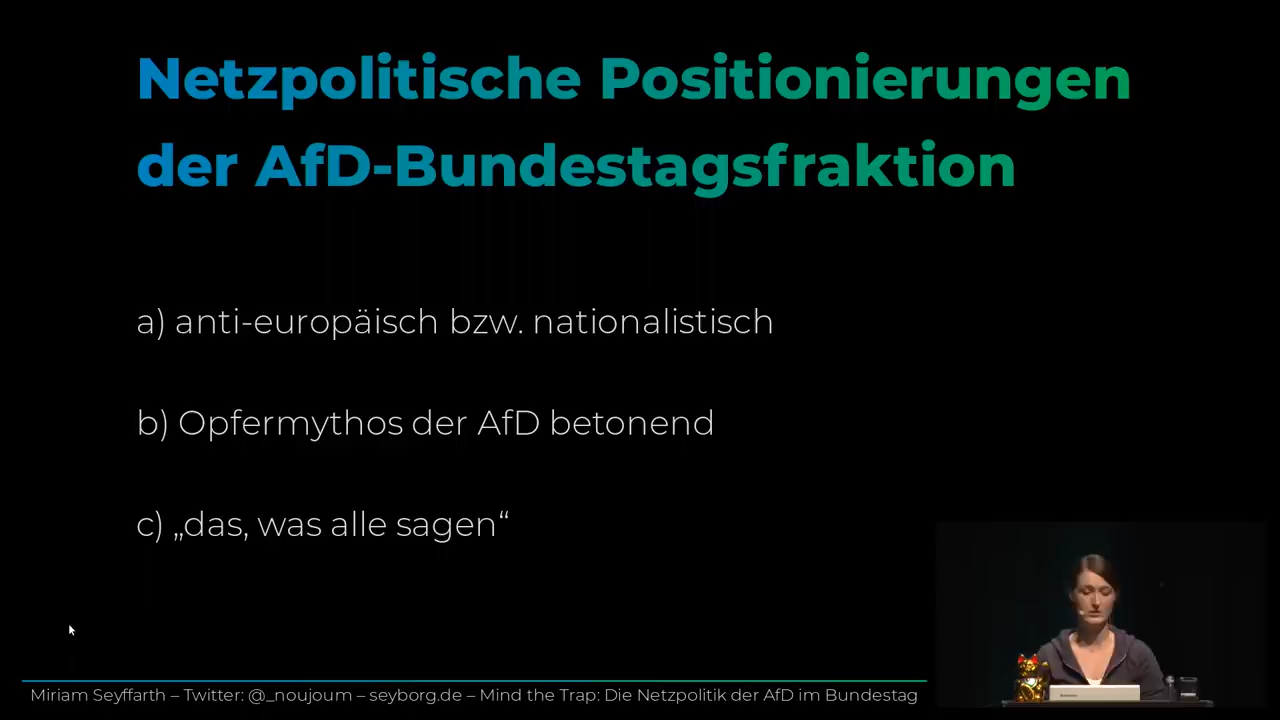 Netzpolitische Positionierungen
der AfD-Bundestagsfraktion
a) anti-europäisch bzw. nationalistisch
b) Opfermythos der AfD betonend
c) „das, was alle sagen“
Miriam Seyffarth – Twitter: @_noujoum – seyborg.de – Mind the Trap: Die Netzpolitik der AfD im Bundestag